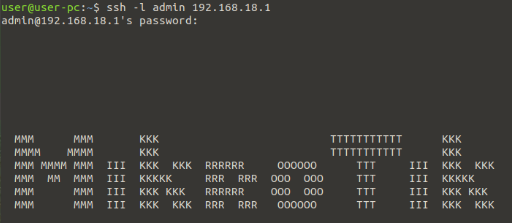 user@user-pc:~$ ssh -l admin 192.168.18.1
admin@192.168.18.1's password:
MMM      MMM       KKK                          TTTTTTTTTTT      KKK
MMMM    MMMM       KKK                          TTTTTTTTTTT      KKK
MMM MMMM MMM  III  KKK  KKK  RRRRRR     OOOOOO      TTT     III  KKK  KKK
MMM  MM  MMM  III  KKKKK     RRR  RRR  OOO  OOO     TTT     III  KKKKK
MMM      MMM  III  KKK KKK   RRRRRR    OOO  OOO     TTT     III  KKK KKK
MMM      MMM  III  KKK  KKK  RRR  RRR   OOOOOO      TTT     III  KKK  KKK